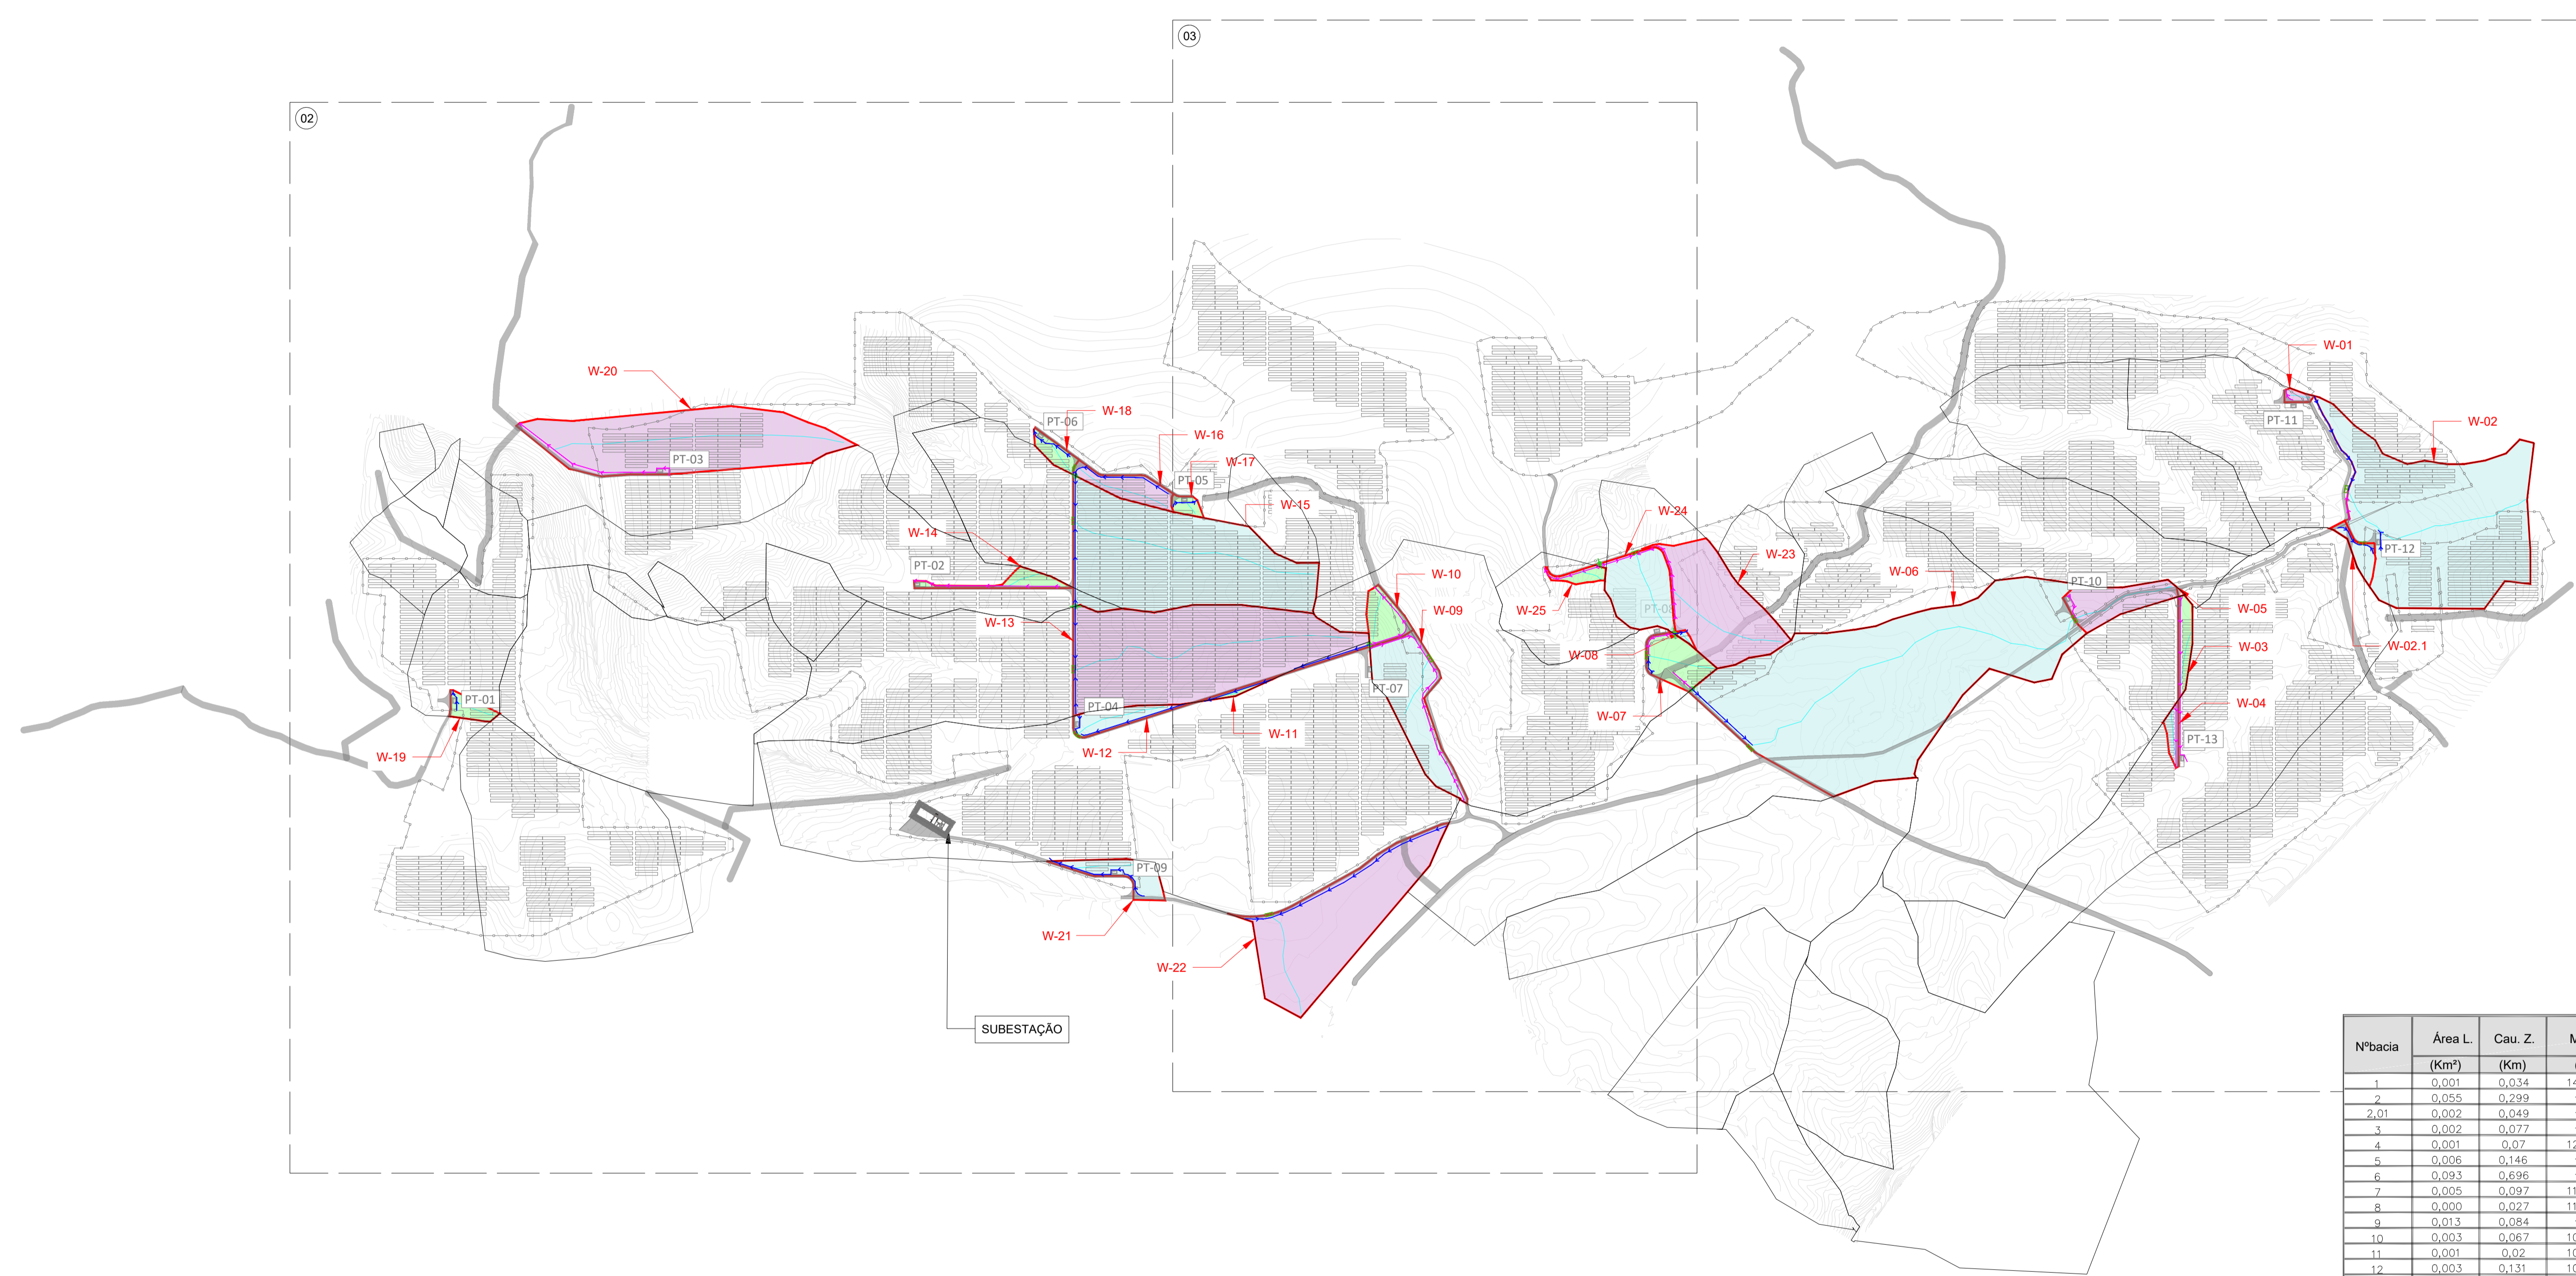 03
02
W-01
W-20
W-18
PT-06
W-02
PT-11
W-16
PT-03
W-17
PT-05
W-15
W-24
W-14
PT-12
W-23
PT-02
W-06
W-10
PT-10
W-25
PT-08
W-05
W-09
W-13
W-02.1
W-03
W-08
PT-07
PT-01
W-04
PT-04
W-07
W-11
PT-13
W-12
W-19
PT-09
W-21
W-22
SUBESTAÇÃO
Nºbacia Área L. Cau. Z.
(Km²) (Km)
1 0,001 0,034
2 0,055 0,299
2,01 0,002 0,049
3 0,002 0,077
4 0,001 0,07
5 0,006 0,146
6 0,093 0,696
7 0,005 0,097
8 0,000 0,027
9 0,013 0,084
10 0,003 0,067
11 0,001 0,02
12 0,003 0,131